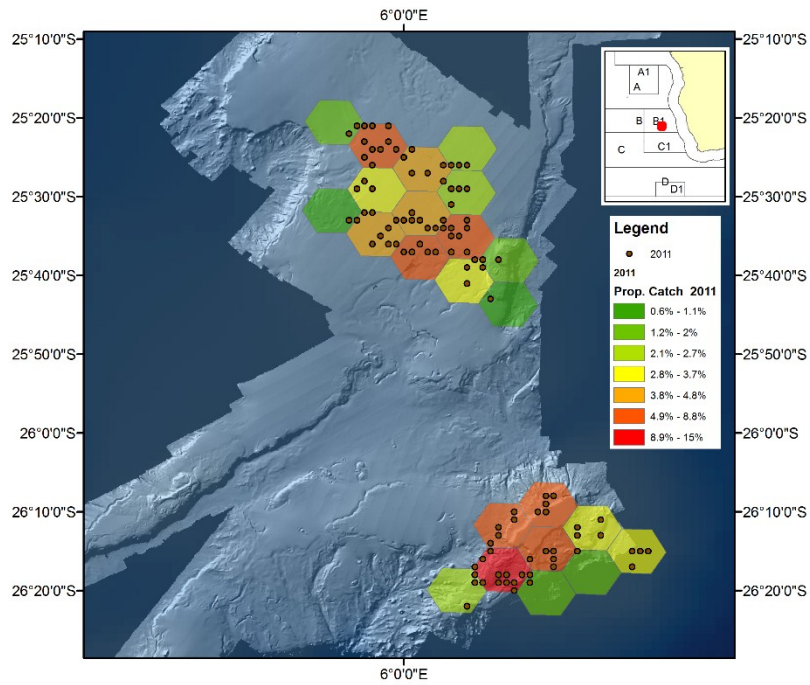 6°0'0"E
25°10'0"S
25°10'0"S
25°20'0"S
25°20'0"S
25°30'0"S
25°30'0"S
25°40'0"S
25°40'0"S
25°50'0"S
25°50'0"S
26°0'0"S
26°0'0"S
26°10'0"S
26°10'0"S
26°20'0"S
26°20'0"S
6°0'0"E
A1
A
B B1
C C1
D
D1
Legend
2011
2011
Prop. Catch 2011
0.6% - 1.1%
1.2% - 2%
2.1% - 2.7%
2.8% - 3.7%
3.8% - 4.8%
4.9% - 8.8%
8.9% - 15%